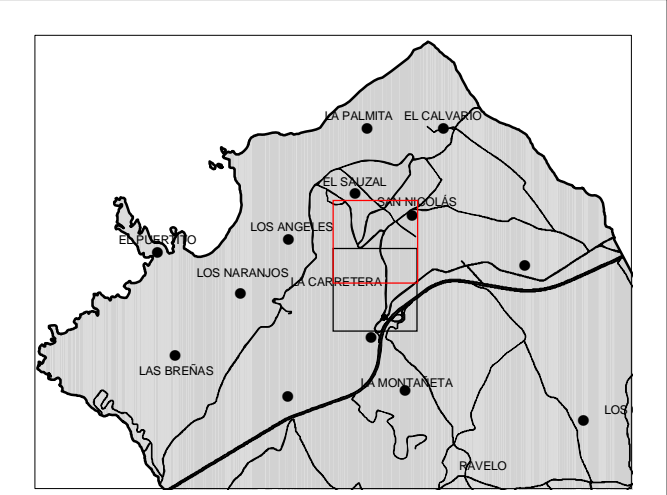 LA PALMITA
EL CALVARIO
EL SAUZAL
SAN NICOLÁS
LOS ANGELES
EL PUERTITO
LOS NARANJOS
LA CARRETERA
LAS BREÑAS
LA MONTAÑETA
LOS
RAVELO